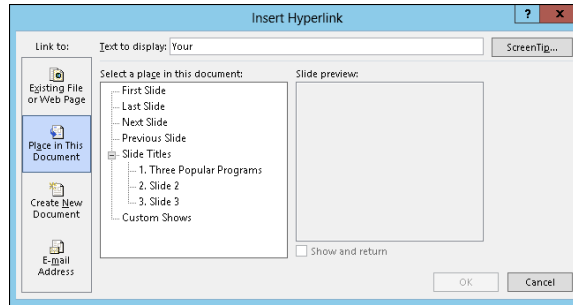 Insert Hyperlink
? x
Link to:
Text to display: Your
ScreenTip...
Existing File
or Web Page
Place in This
Document
Create New
Document
E-mail
Address
Select a place in this document:
First Slide
Last Slide
Next Slide
Previous Slide
Slide Titles
1. Three Popular Programs
2. Slide 2
3. Slide 3
Custom Shows
Slide preview:
Show and return
OK
Cancel